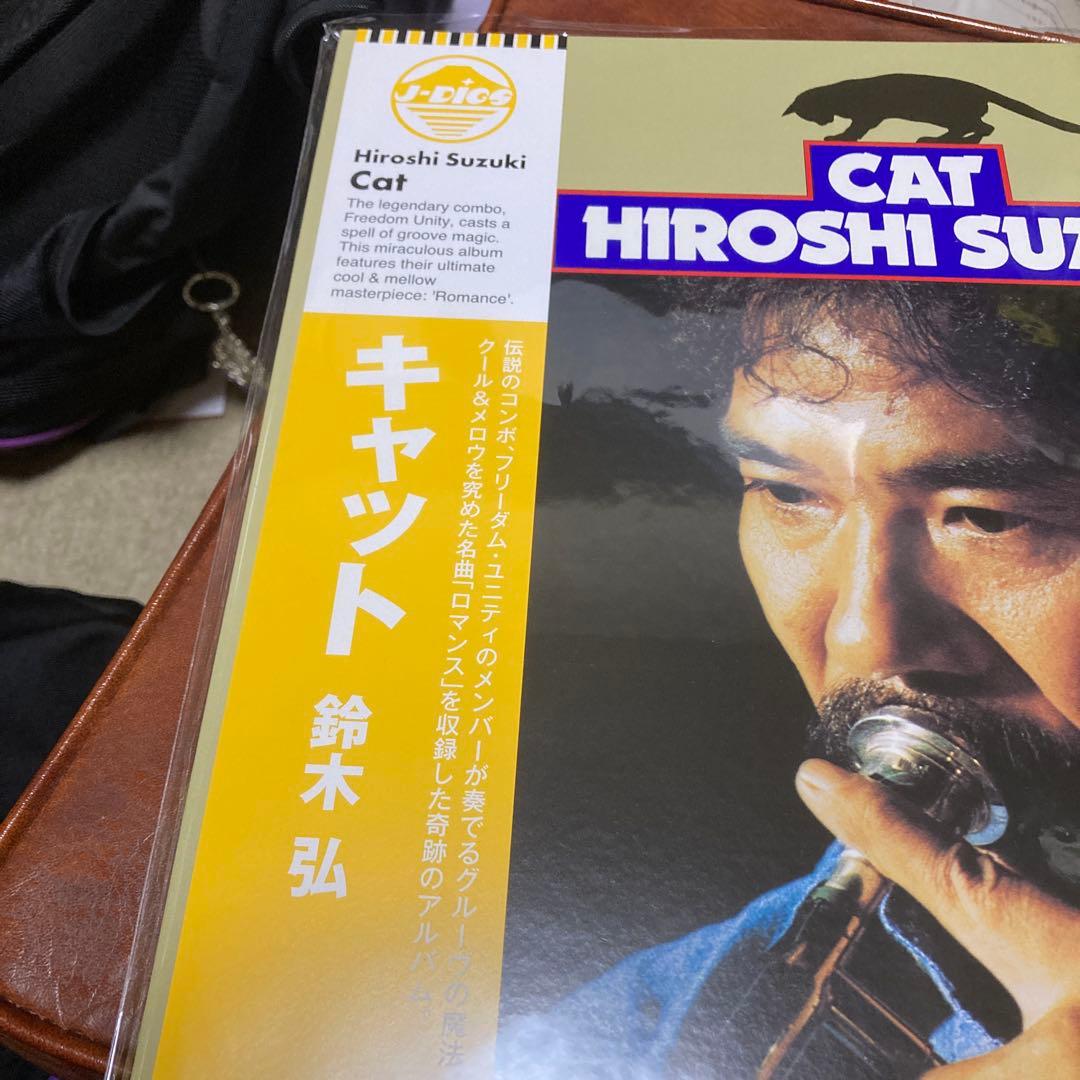 J-DIGS
Hiroshi Suzuki
Cat
The legendary combo,
Freedom Unity, casts a
spell of groove magic.
This miraculous album
features their ultimate
cool & mellow
masterpiece: 'Romance'.
キャット 鈴木 弘
伝説のコンボ、フリーダム・ユニティのメンバーが奏でるグルーヴの魔法
クール&メロウを究めた名曲「ロマンス」を収録した奇跡のアルバム。
CAT
HIROSHI SUZ